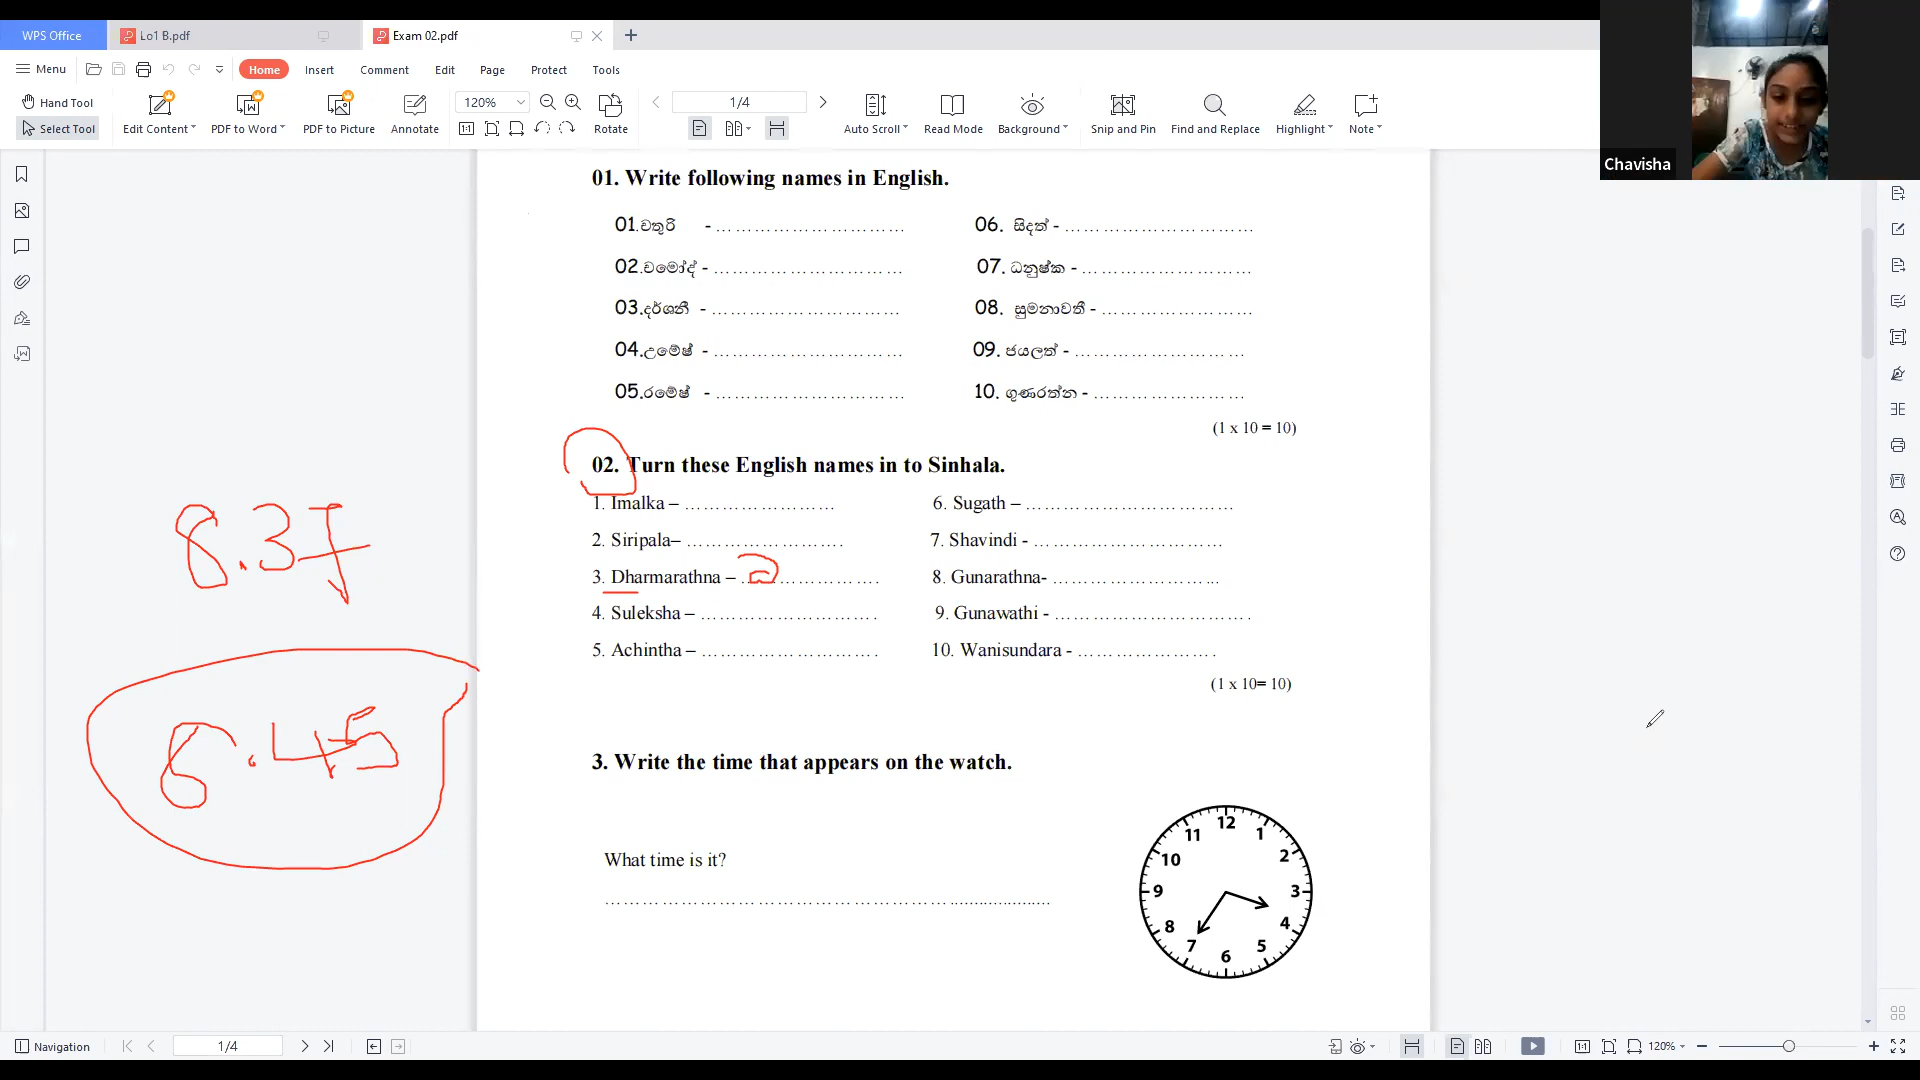 WPS Office
Lo1 B.pdf
Exam 02.pdf
Menu
Home
Insert
Comment
Edit
Page
Protect
Tools
Hand Tool
Select Tool
Edit Content
PDF to Word
PDF to Picture
Annotate
120%
Rotate
1/4
Auto Scroll
Read Mode
Background
Snip and Pin
Find and Replace
Highlight
Note
Chavisha
01. Write following names in English.
01.චතුරි - ..............................
06. සිදත් - ..............................
02.චමෝද් - ..............................
07. ධනුෂ්ක - ..............................
03.දර්ශනී - ..............................
08. සුමනාවතී - ..............................
04.උමේෂ් - ..............................
09. ජයලත් - ..............................
05.රමේෂ් - ..............................
10. ගුණරත්න - ..............................
(1 x 10 = 10)
02. Turn these English names in to Sinhala.
1. Imalka – ........................
6. Sugath – ..............................
2. Siripala– ........................
7. Shavindi - ..............................
3. Dharmarathna – ........................
8. Gunarathna- ..............................
4. Suleksha – ........................
9. Gunawathi - ..............................
5. Achintha – ........................
10. Wanisundara - ........................
(1 x 10= 10)
8.37
8.45
3. Write the time that appears on the watch.
What time is it?
............................................................
12
11 1
10 2
9 3
8 4
7 5
6
Navigation
1/4
120%